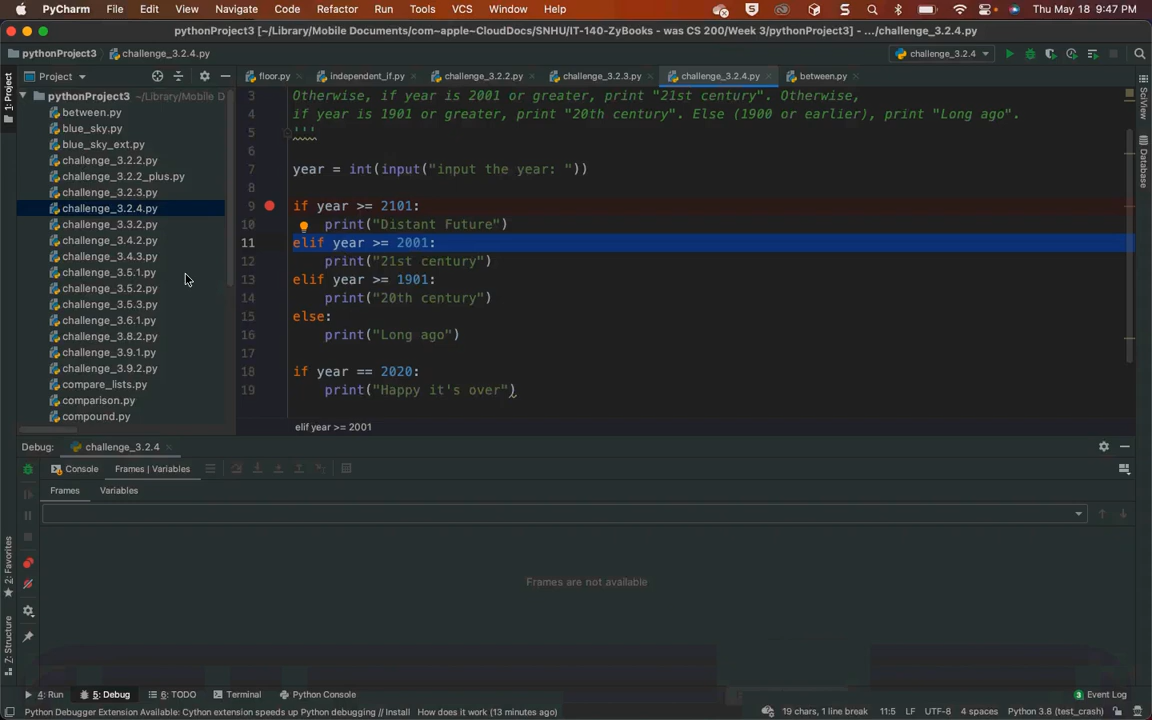 PyCharm File Edit View Navigate Code Refactor Run Tools VCS Window Help Thu May 18 9:47 PM
pythonProject3 [~/Library/Mobile Documents/com~apple~CloudDocs/SNHU/IT-140-ZyBooks - was CS 200/Week 3/pythonProject3] - .../challenge_3.2.4.py
pythonProject3 challenge_3.2.4.py challenge_3.2.4
1: Project
Project
floor.py independent_if.py challenge_3.2.2.py challenge_3.2.3.py challenge_3.2.4.py between.py
pythonProject3 ~/Library/Mobile D
between.py
blue_sky.py
blue_sky_ext.py
challenge_3.2.2.py
challenge_3.2.2_plus.py
challenge_3.2.3.py
challenge_3.2.4.py
challenge_3.3.2.py
challenge_3.4.2.py
challenge_3.4.3.py
challenge_3.5.1.py
challenge_3.5.2.py
challenge_3.5.3.py
challenge_3.6.1.py
challenge_3.8.2.py
challenge_3.9.1.py
challenge_3.9.2.py
compare_lists.py
comparison.py
compound.py
3 Otherwise, if year is 2001 or greater, print "21st century". Otherwise,
4 if year is 1901 or greater, print "20th century". Else (1900 or earlier), print "Long ago".
5 '''
6
7 year = int(input("input the year: "))
8
9 if year >= 2101:
10 print("Distant Future")
11 elif year >= 2001:
12 print("21st century")
13 elif year >= 1901:
14 print("20th century")
15 else:
16 print("Long ago")
17
18 if year == 2020:
19 print("Happy it's over")
elif year >= 2001
SciView
Database
Debug: challenge_3.2.4
Console Frames | Variables
Frames Variables
Frames are not available
2: Favorites
7: Structure
4: Run 5: Debug 6: TODO Terminal Python Console 3 Event Log
Python Debugger Extension Available: Cython extension speeds up Python debugging // Install How does it work (13 minutes ago) 19 chars, 1 line break 11:5 LF UTF-8 4 spaces Python 3.8 (test_crash)